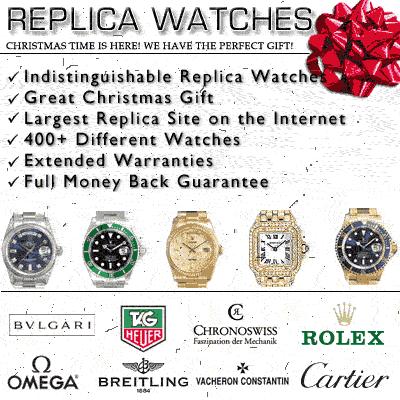 REPLICA WATCHES
CHRISTMAS TIME IS HERE! WE HAVE THE PERFECT GIFT!
✓ Indistinguishable Replica Watches
✓ Great Christmas Gift
✓ Largest Replica Site on the Internet
✓ 400+ Different Watches
✓ Extended Warranties
✓ Full Money Back Guarantee
BVLGARI
TAG HEUER
CHRONOSWISS
Faszination der Mechanik
ROLEX
OMEGA
BREITLING
1884
VACHERON CONSTANTIN
Cartier